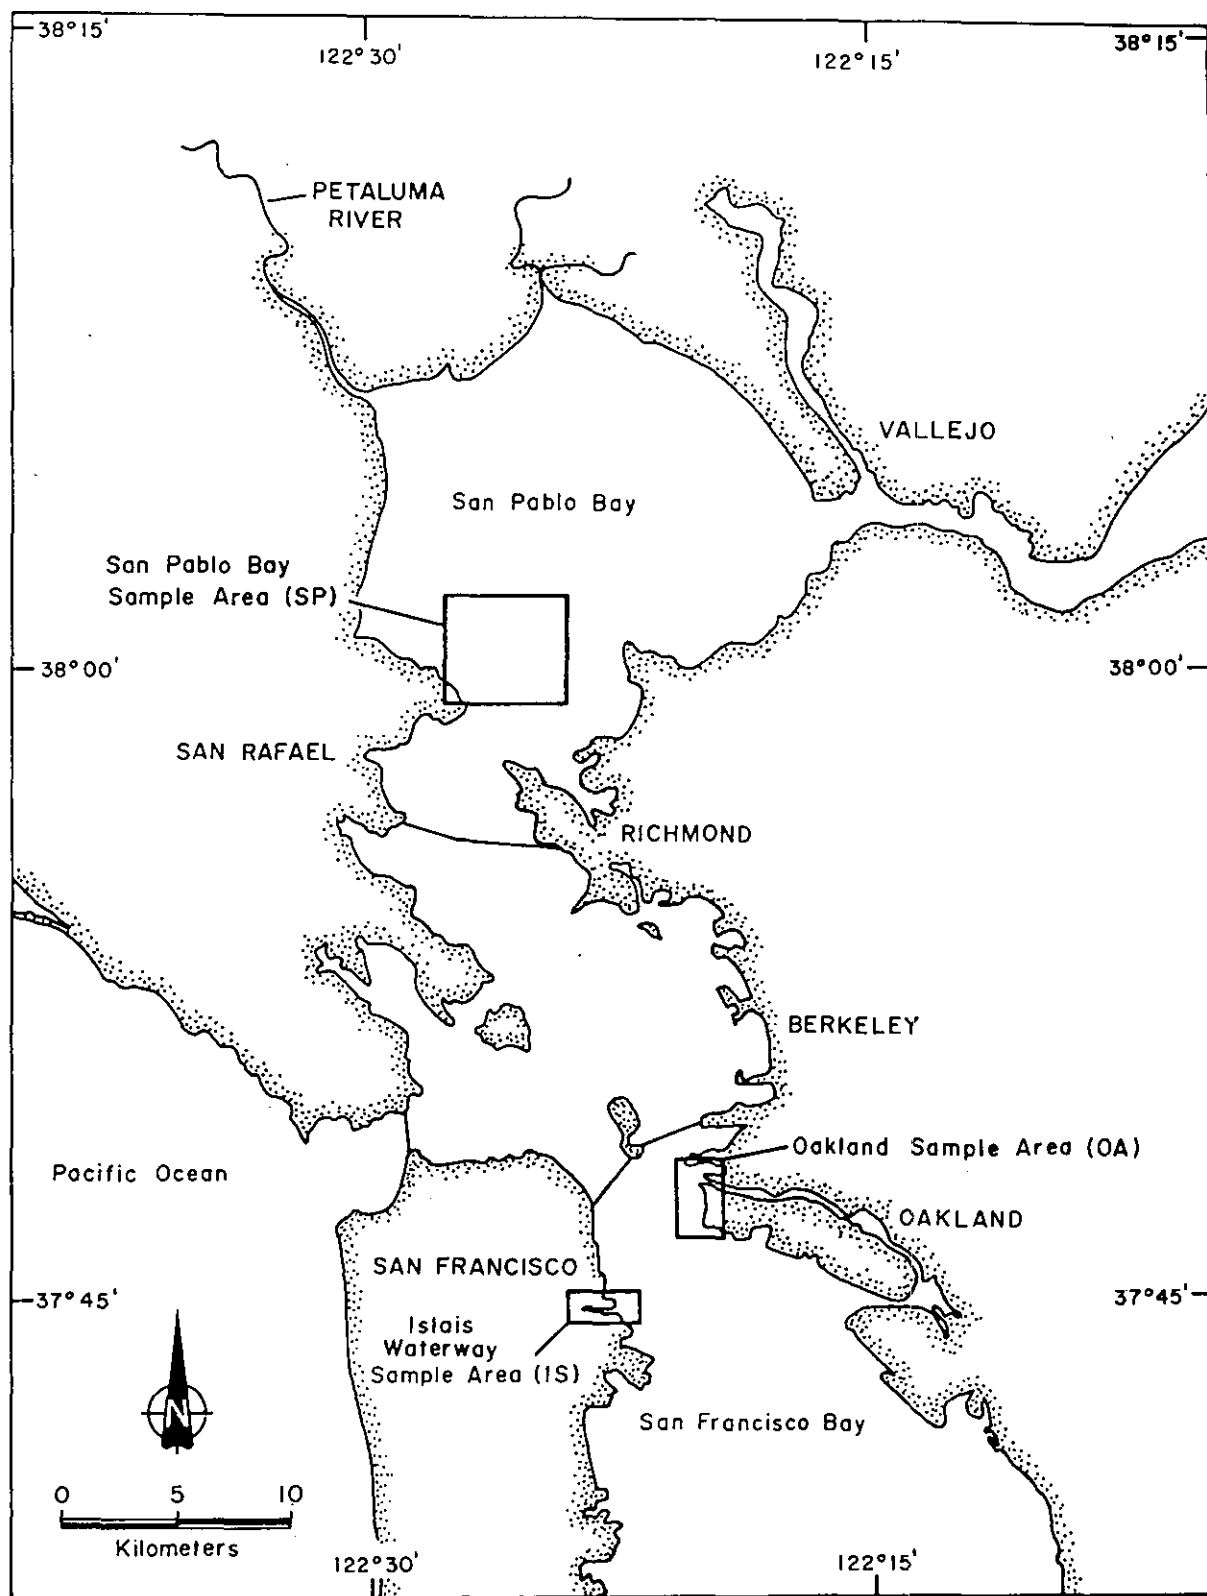 38°15'
122°30'
122°15'
38°15'
PETALUMA
RIVER
VALLEJO
San Pablo Bay
San Pablo Bay
Sample Area (SP)
38°00'
38°00'
SAN RAFAEL
RICHMOND
BERKELEY
Pacific Ocean
Oakland Sample Area (OA)
OAKLAND
SAN FRANCISCO
37°45'
37°45'
Islais
Waterway
Sample Area (IS)
San Francisco Bay
N
0 5 10
Kilometers
122°30'
122°15'